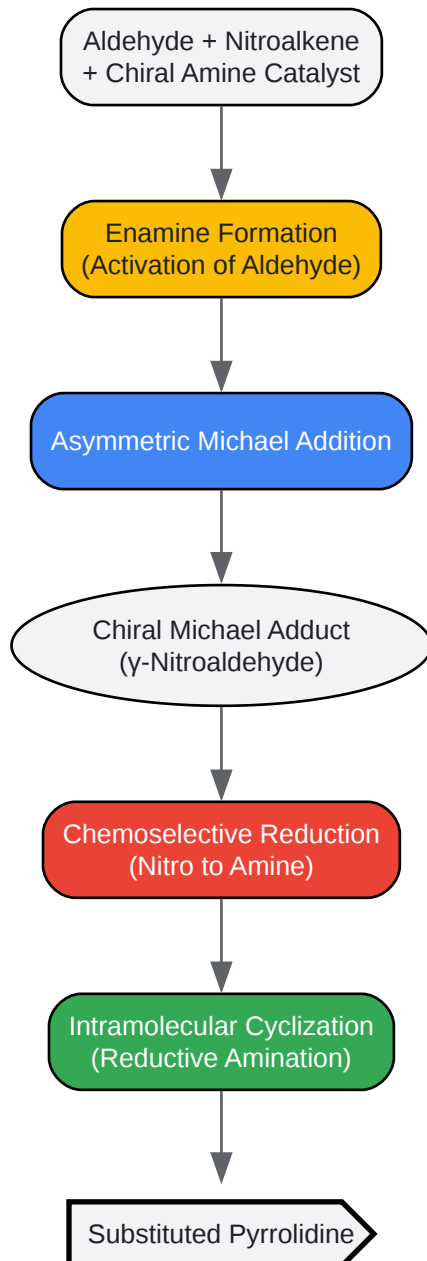 Aldehyde + Nitroalkene
+ Chiral Amine Catalyst
Enamine Formation
(Activation of Aldehyde)
Asymmetric Michael Addition
Chiral Michael Adduct
(γ-Nitroaldehyde)
Chemoselective Reduction
(Nitro to Amine)
Intramolecular Cyclization
(Reductive Amination)
Substituted Pyrrolidine